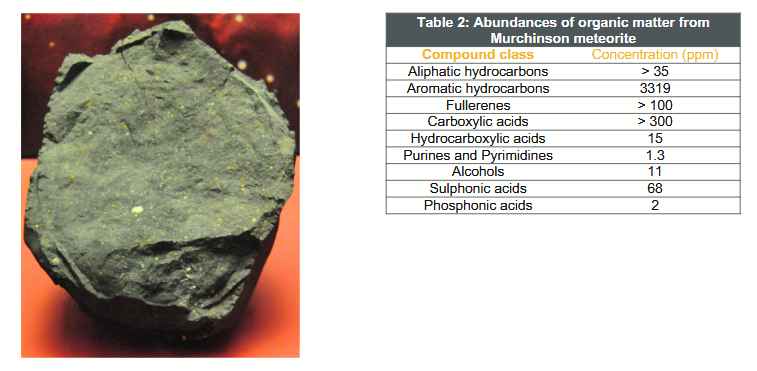 Table 2: Abundances of organic matter from
Murchinson meteorite
Compound class Concentration (ppm)
Aliphatic hydrocarbons > 35
Aromatic hydrocarbons 3319
Fullerenes > 100
Carboxylic acids > 300
Hydrocarboxylic acids 15
Purines and Pyrimidines 1.3
Alcohols 11
Sulphonic acids 68
Phosphonic acids 2